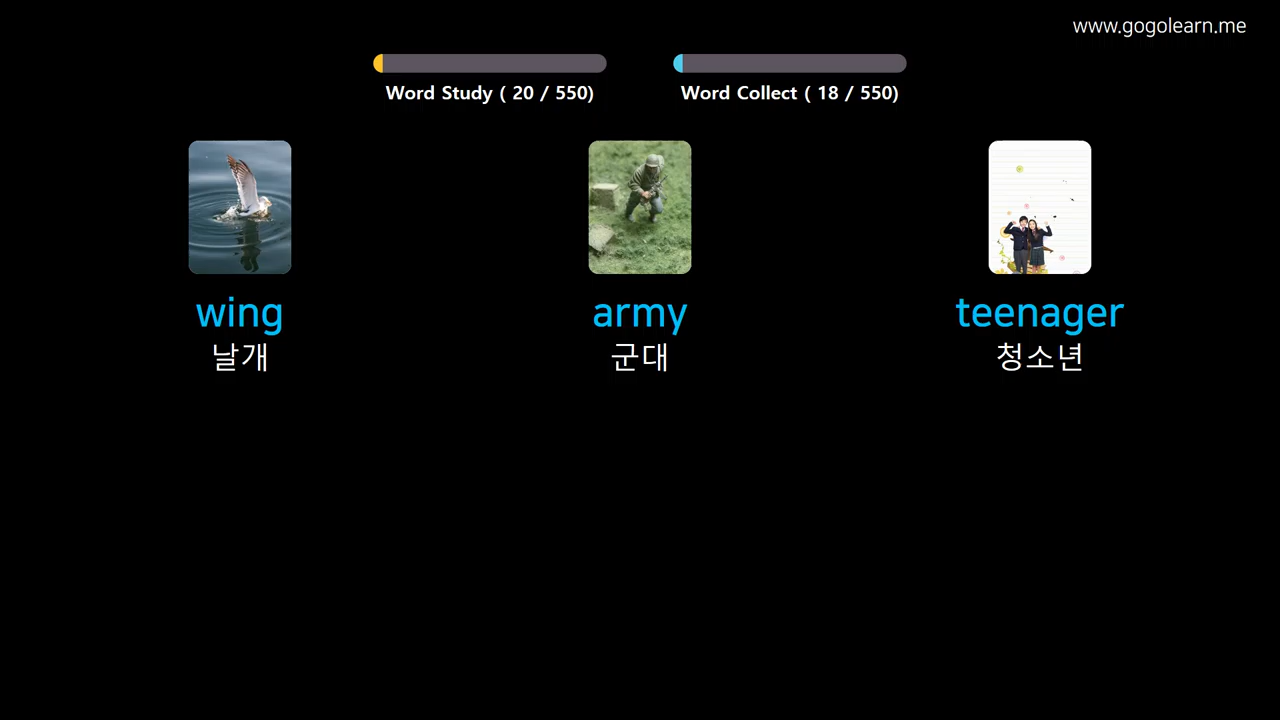 www.gogolearn.me
Word Study ( 20 / 550)
Word Collect ( 18 / 550)
wing
army
teenager
날개
군대
청소년